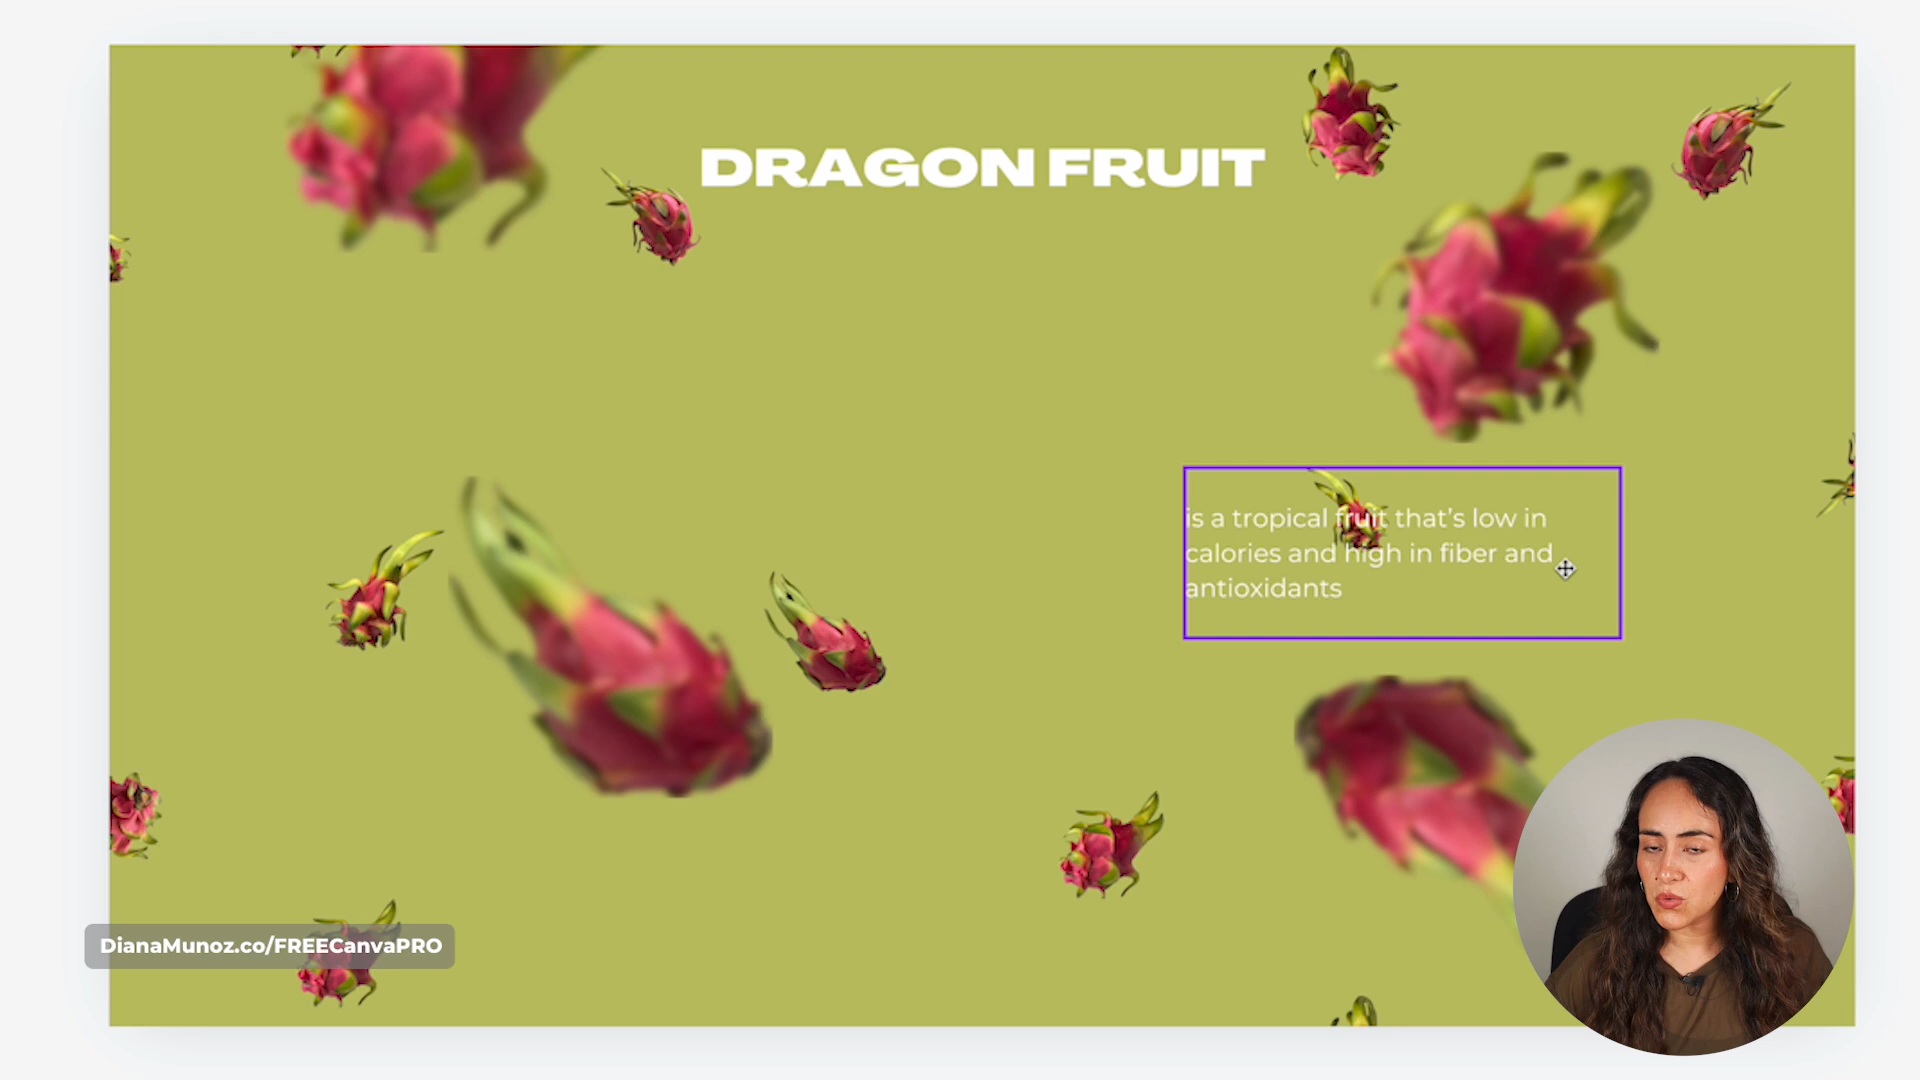 DRAGON FRUIT
is a tropical fruit that's low in
calories and high in fiber and
antioxidants
DianaMunoz.co/FREECanvaPRO